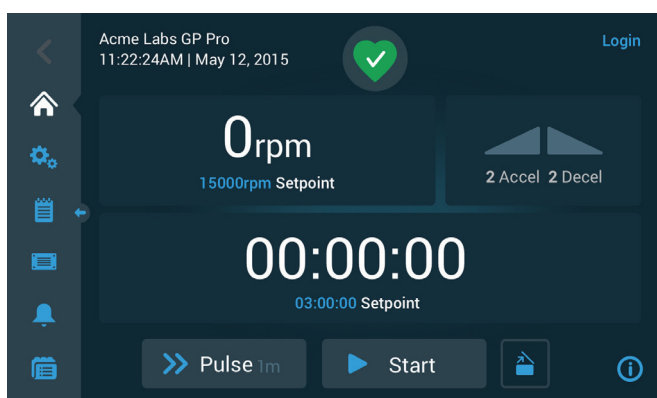 Acme Labs GP Pro
11:22:24AM | May 12, 2015
Login
0rpm
15000rpm Setpoint
2 Accel 2 Decel
00:00:00
03:00:00 Setpoint
Pulse 1m
Start